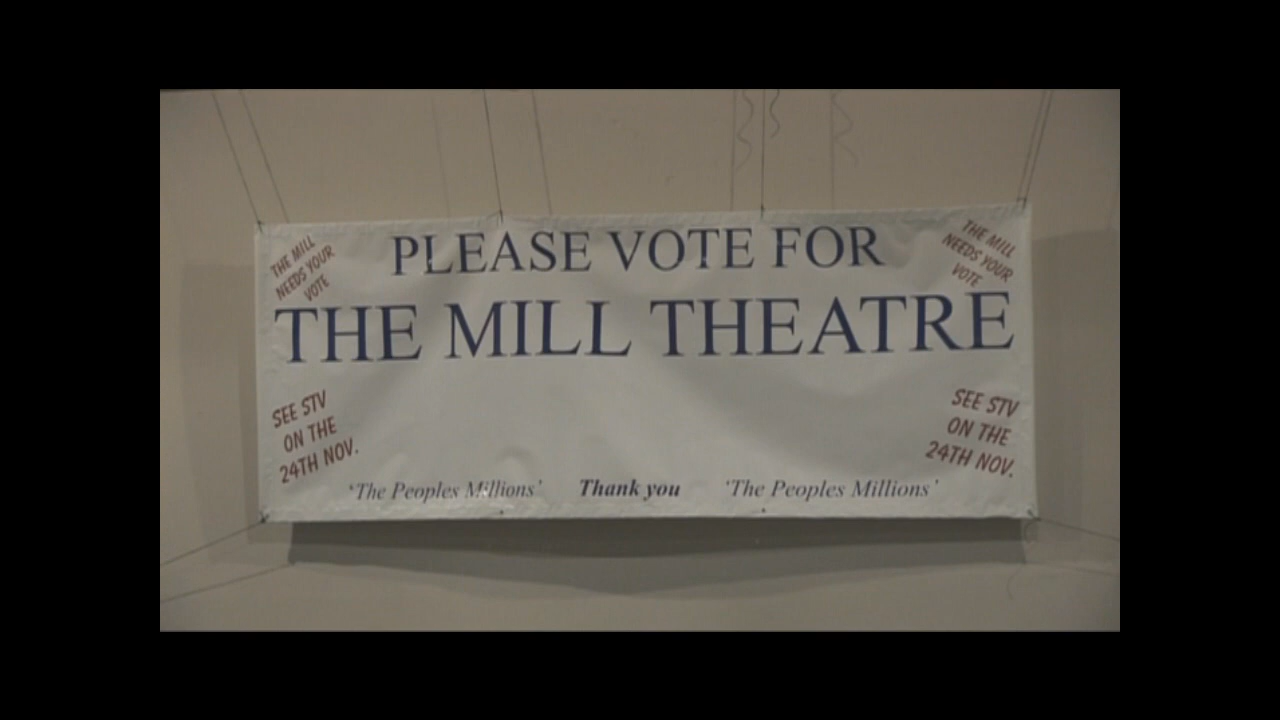 THE MILL
NEEDS YOUR
VOTE
PLEASE VOTE FOR
THE MILL
NEEDS YOUR
VOTE
THE MILL THEATRE
SEE STV
ON THE
24TH NOV.
SEE STV
ON THE
24TH NOV.
'The Peoples Millions' Thank you 'The Peoples Millions'